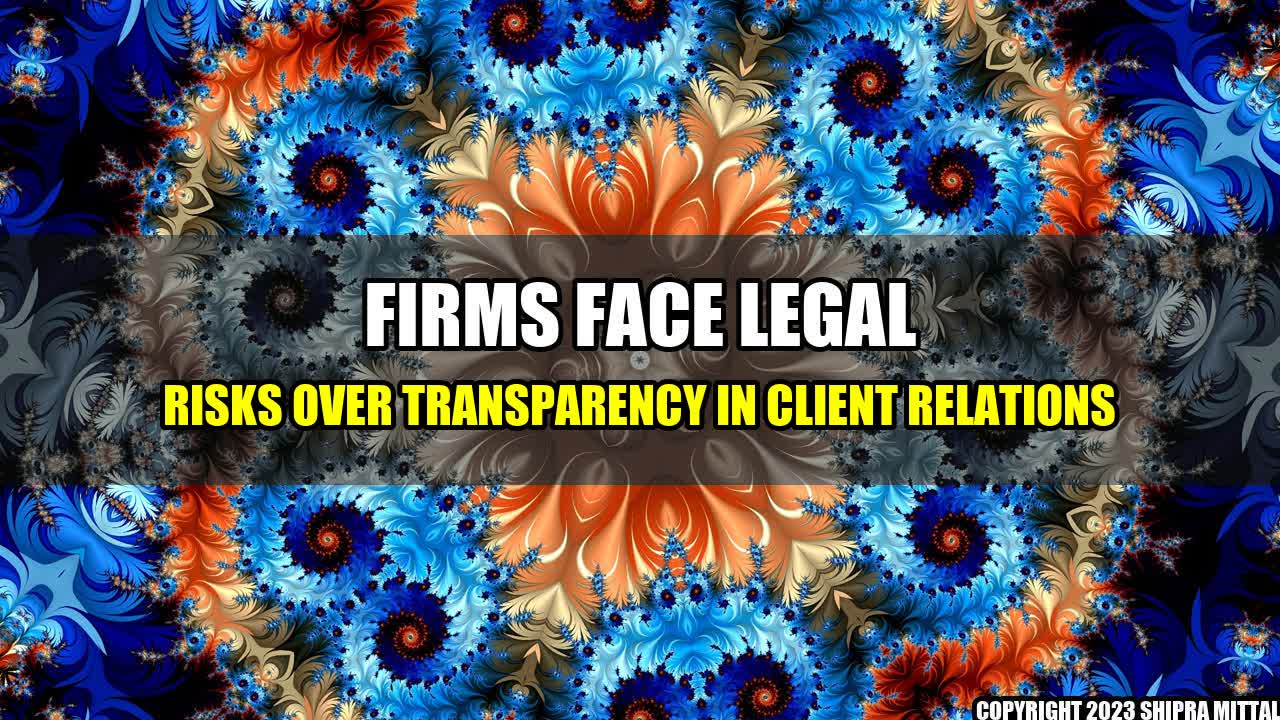 FIRMS FACE LEGAL
RISKS OVER TRANSPARENCY IN CLIENT RELATIONS
COPYRIGHT 2023 SHIPRA MITTAL